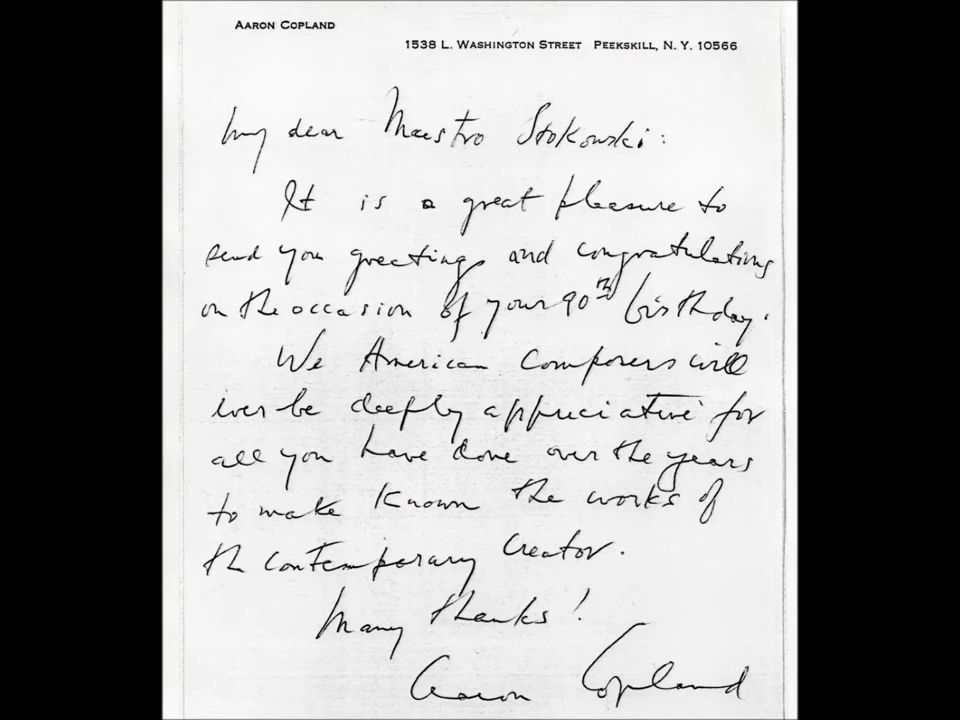 AARON COPLAND
1538 L. WASHINGTON STREET PEEKSKILL, N. Y. 10566
My dear Maestro Stokowski:
It is a great pleasure to
send you greetings and congratulations
on the occasion of your 90th birthday.
We American Composers will
ever be deeply appreciative for
all you have done over the years
to make known the works of
the contemporary creator.
Many thanks!
Aaron Copland